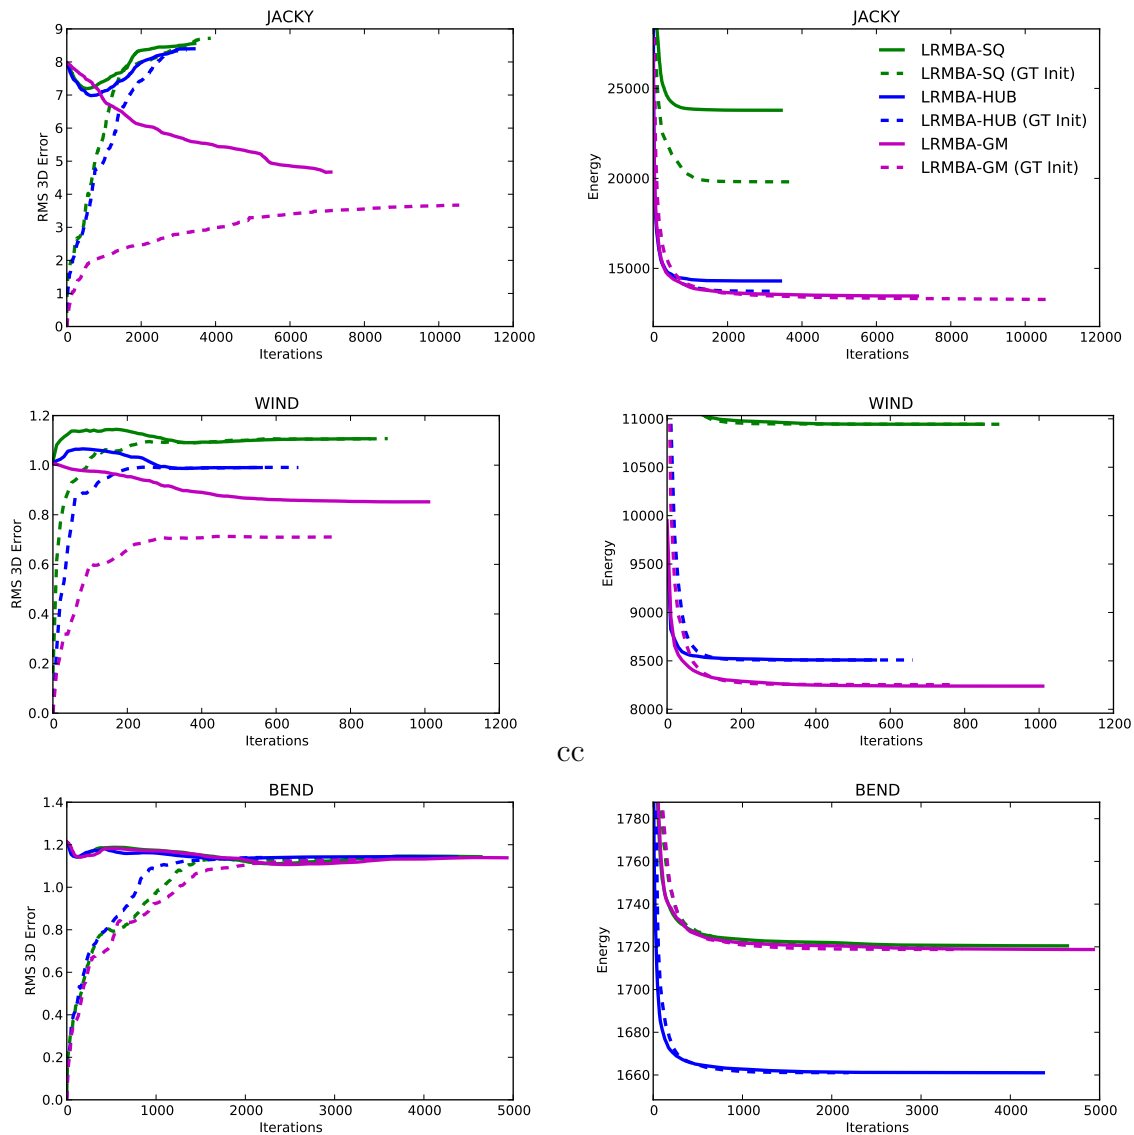 JACKY
9
8
7
6
5
4
3
2
1
0
RMS 3D Error
0 2000 4000 6000 8000 10000 12000
Iterations
JACKY
25000
20000
15000
Energy
0 2000 4000 6000 8000 10000 12000
Iterations
LRMBA-SQ
LRMBA-SQ (GT Init)
LRMBA-HUB
LRMBA-HUB (GT Init)
LRMBA-GM
LRMBA-GM (GT Init)
WIND
1.2
1.0
0.8
0.6
0.4
0.2
0.0
RMS 3D Error
0 200 400 600 800 1000 1200
Iterations
WIND
11000
10500
10000
9500
9000
8500
8000
Energy
0 200 400 600 800 1000 1200
Iterations
cc
BEND
1.4
1.2
1.0
0.8
0.6
0.4
0.2
0.0
RMS 3D Error
0 1000 2000 3000 4000 5000
Iterations
BEND
1780
1760
1740
1720
1700
1680
1660
Energy
0 1000 2000 3000 4000 5000
Iterations